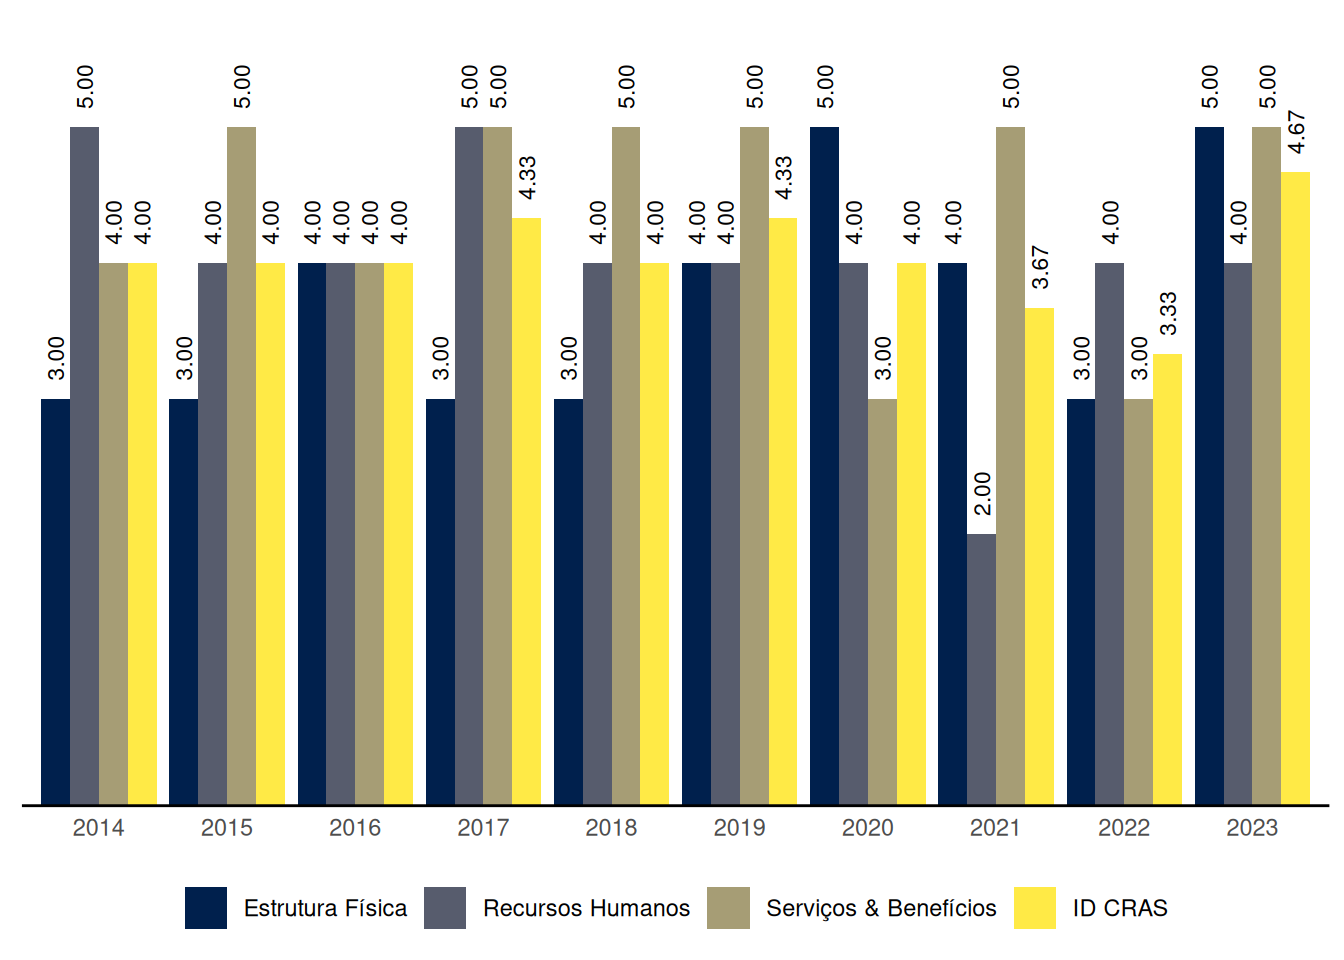 3.00 5.00 4.00 4.00
3.00 4.00 5.00 4.00
4.00 4.00 4.00 4.00
3.00 5.00 5.00 4.33
3.00 4.00 5.00 4.00
4.00 4.00 5.00 4.33
5.00 4.00 3.00 4.00
4.00 2.00 5.00 3.67
3.00 4.00 3.00 3.33
5.00 4.00 5.00 4.67
2014 2015 2016 2017 2018 2019 2020 2021 2022 2023
Estrutura Física Recursos Humanos Serviços & Benefícios ID CRAS